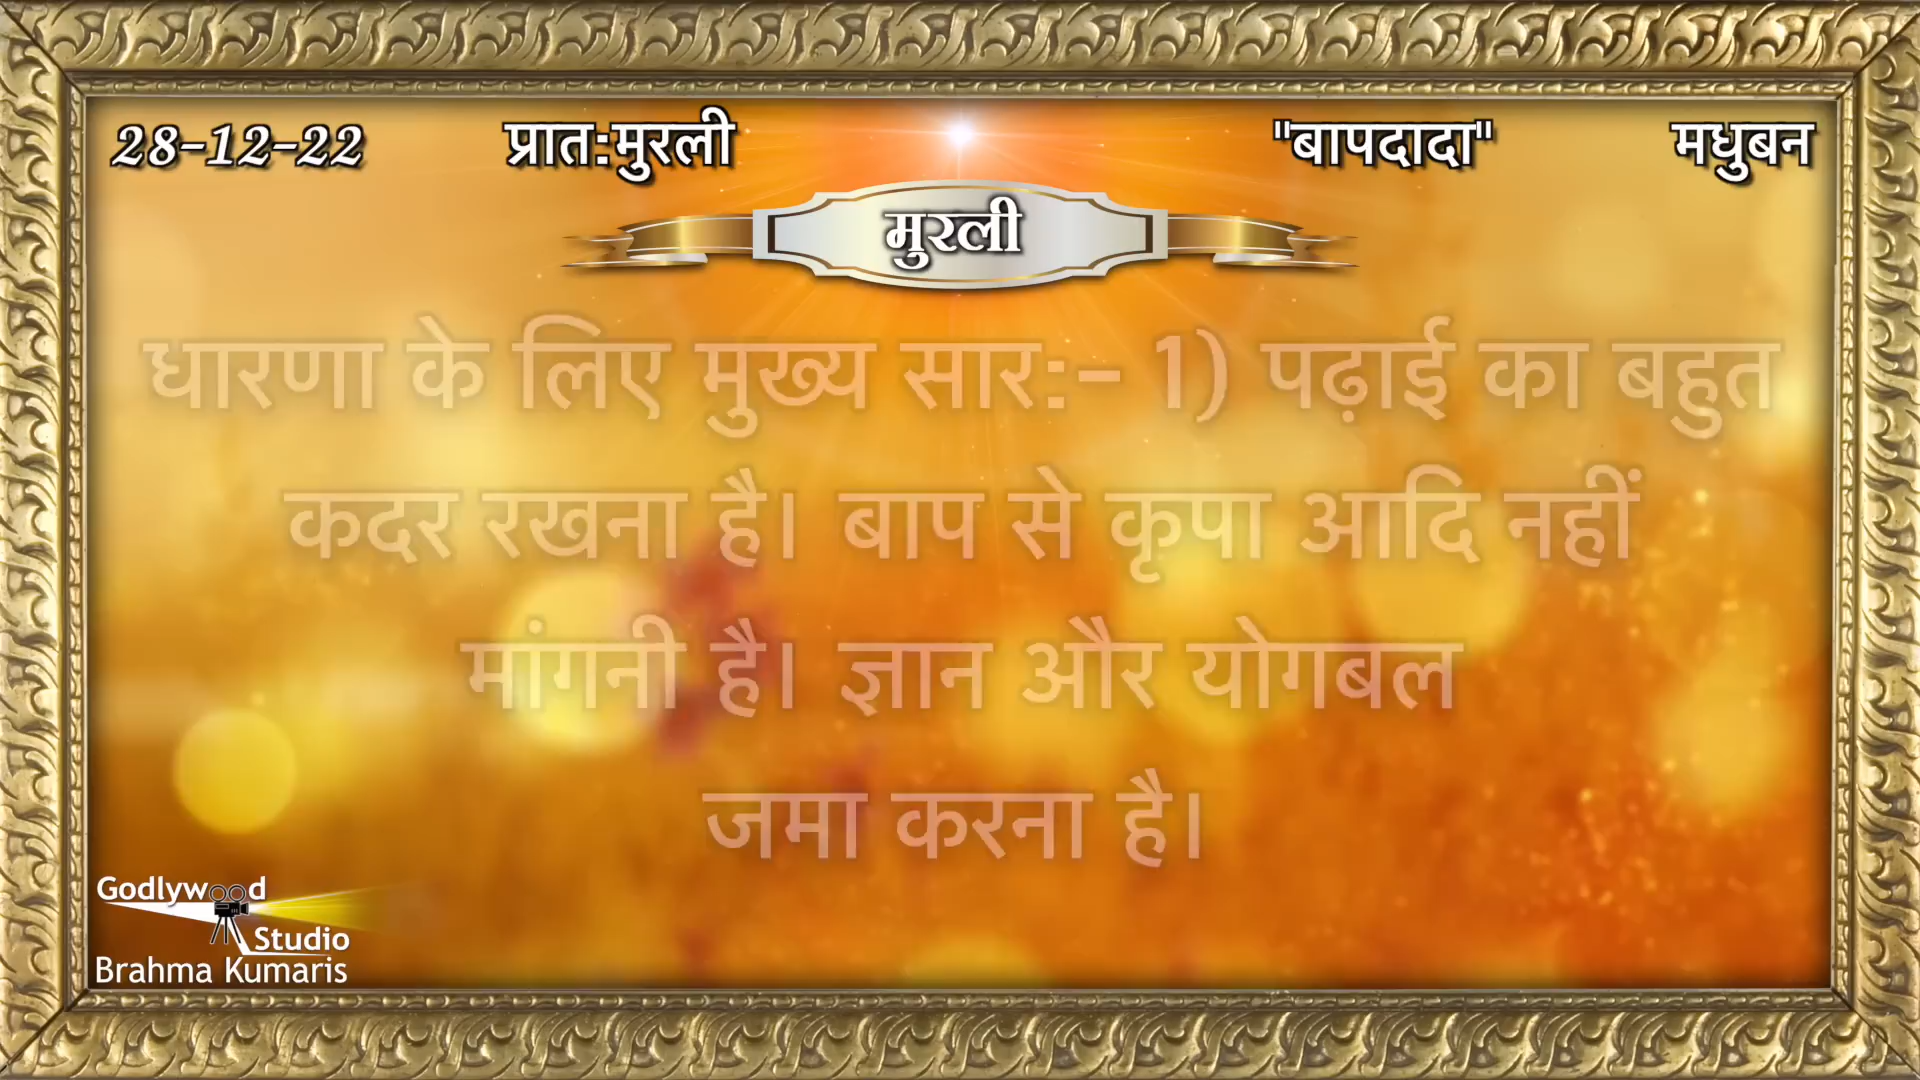 28-12-22 प्रात:मुरली "बापदादा" मधुबन
मुरली
धारणा के लिए मुख्य सार:- 1) पढ़ाई का बहुत
कदर रखना है। बाप से कृपा आदि नहीं
मांगनी है। ज्ञान और योगबल
जमा करना है।
Godlywood
Studio
Brahma Kumaris